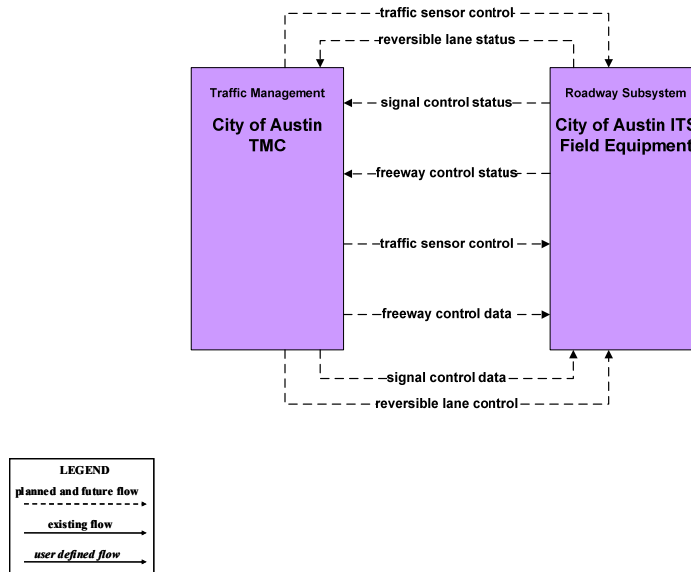 traffic sensor control
reversible lane status
Traffic Management
City of Austin
TMC
Roadway Subsystem
City of Austin ITS
Field Equipment
signal control status
freeway control status
traffic sensor control
freeway control data
signal control data
reversible lane control
LEGEND
planned and future flow
existing flow
user defined flow